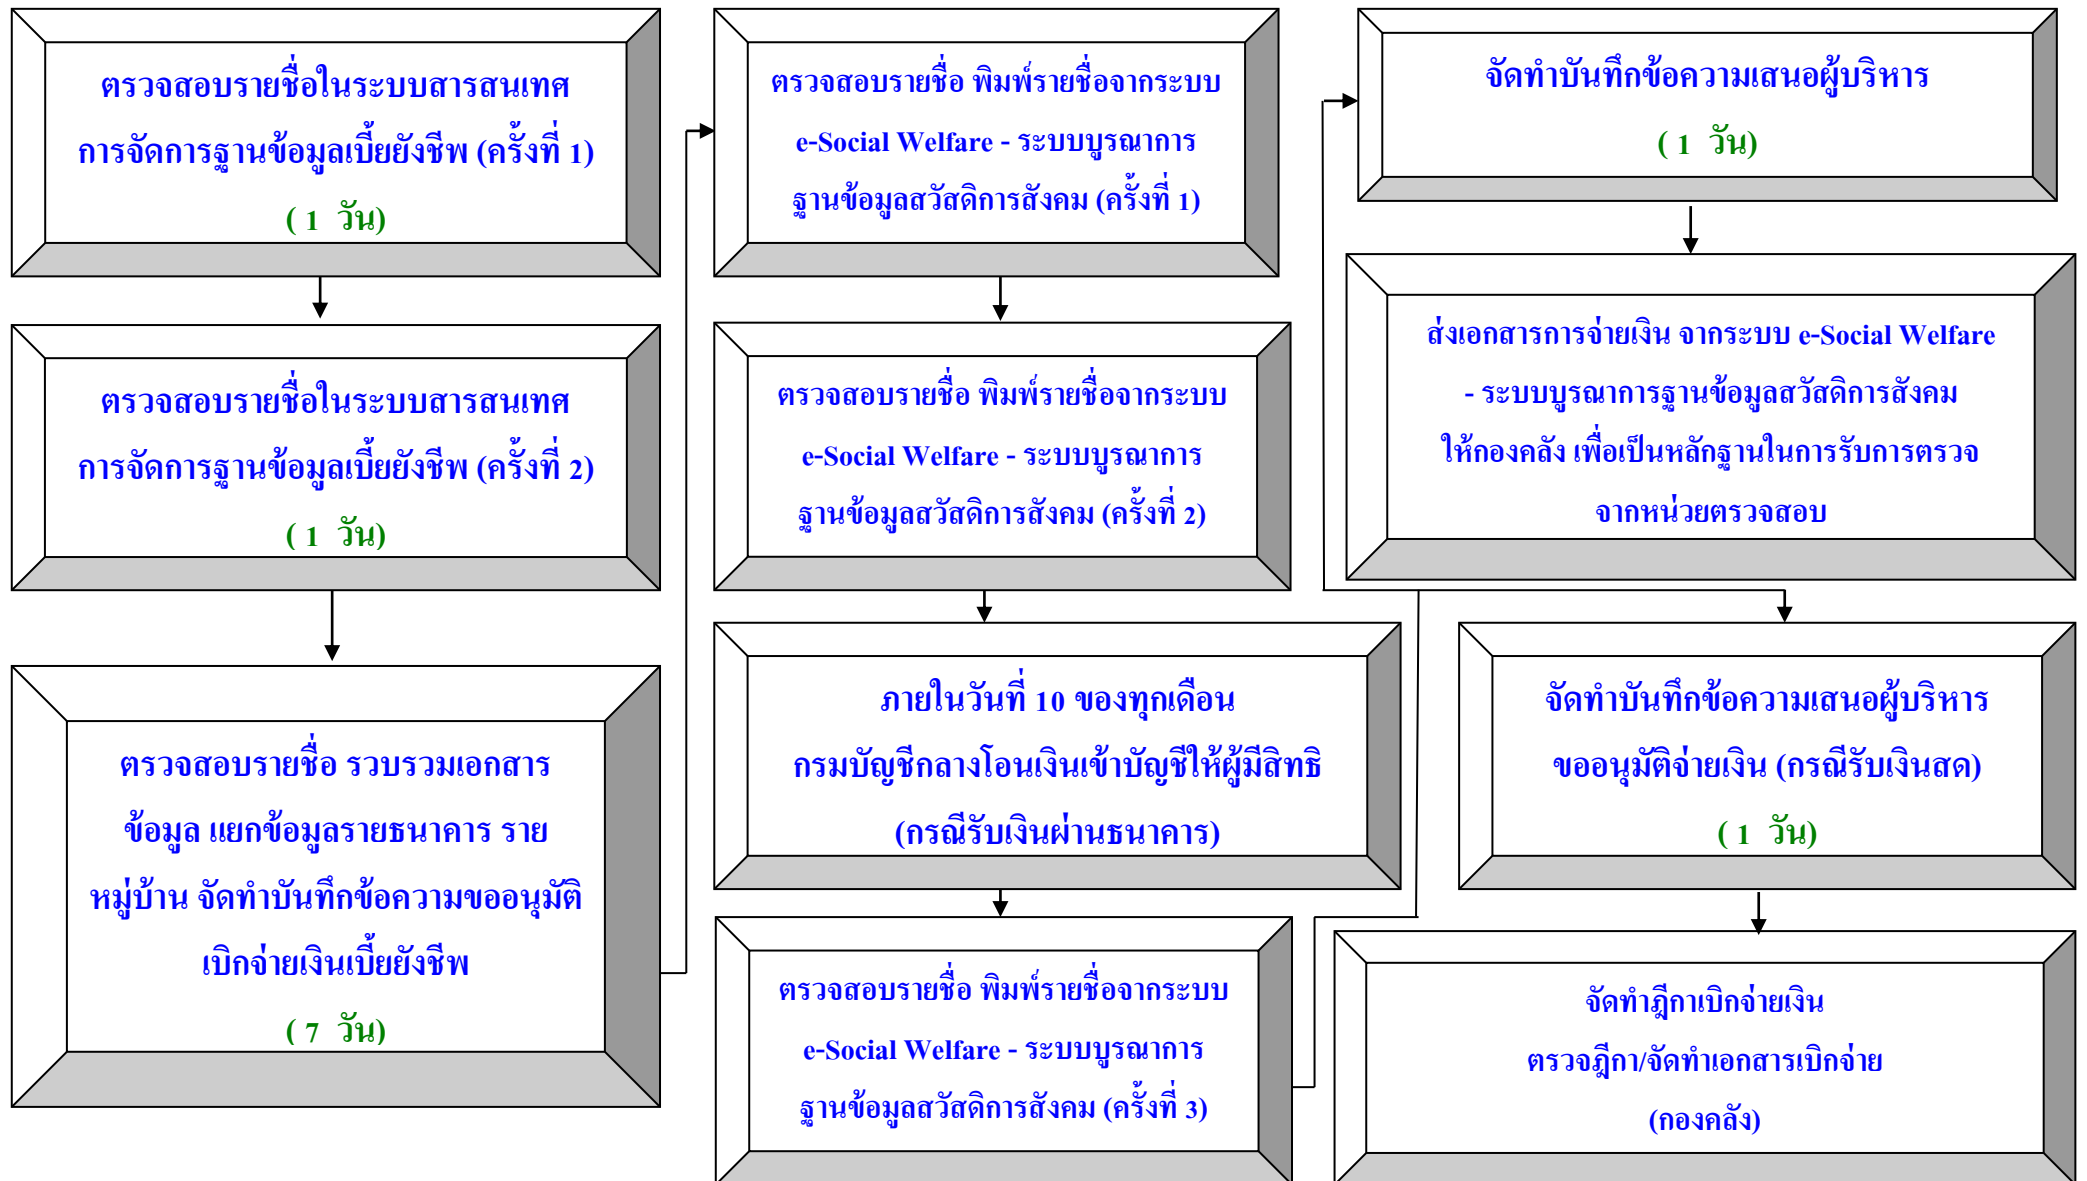 ตรวจสอบรายชื่อในระบบสารสนเทศ
การจัดการฐานข้อมูลเบี้ยยังชีพ (ครั้งที่ 1)
( 1 วัน)
ตรวจสอบรายชื่อในระบบสารสนเทศ
การจัดการฐานข้อมูลเบี้ยยังชีพ (ครั้งที่ 2)
( 1 วัน)
ตรวจสอบรายชื่อ รวบรวมเอกสาร
ข้อมูล แยกข้อมูลรายธนาคาร ราย
หมู่บ้าน จัดทำบันทึกข้อความขออนุมัติ
เบิกจ่ายเงินเบี้ยยังชีพ
( 7 วัน)
ตรวจสอบรายชื่อ พิมพ์รายชื่อจากระบบ
e-Social Welfare - ระบบบูรณาการ
ฐานข้อมูลสวัสดิการสังคม (ครั้งที่ 1)
ตรวจสอบรายชื่อ พิมพ์รายชื่อจากระบบ
e-Social Welfare - ระบบบูรณาการ
ฐานข้อมูลสวัสดิการสังคม (ครั้งที่ 2)
ภายในวันที่ 10 ของทุกเดือน
กรมบัญชีกลางโอนเงินเข้าบัญชีให้ผู้มีสิทธิ
(กรณีรับเงินผ่านธนาคาร)
ตรวจสอบรายชื่อ พิมพ์รายชื่อจากระบบ
e-Social Welfare - ระบบบูรณาการ
ฐานข้อมูลสวัสดิการสังคม (ครั้งที่ 3)
จัดทำบันทึกข้อความเสนอผู้บริหาร
( 1 วัน)
ส่งเอกสารการจ่ายเงิน จากระบบ e-Social Welfare
- ระบบบูรณาการฐานข้อมูลสวัสดิการสังคม
ให้กองคลัง เพื่อเป็นหลักฐานในการรับการตรวจ
จากหน่วยตรวจสอบ
จัดทำบันทึกข้อความเสนอผู้บริหาร
ขออนุมัติจ่ายเงิน (กรณีรับเงินสด)
( 1 วัน)
จัดทำฎีกาเบิกจ่ายเงิน
ตรวจฎีกา/จัดทำเอกสารเบิกจ่าย
(กองคลัง)